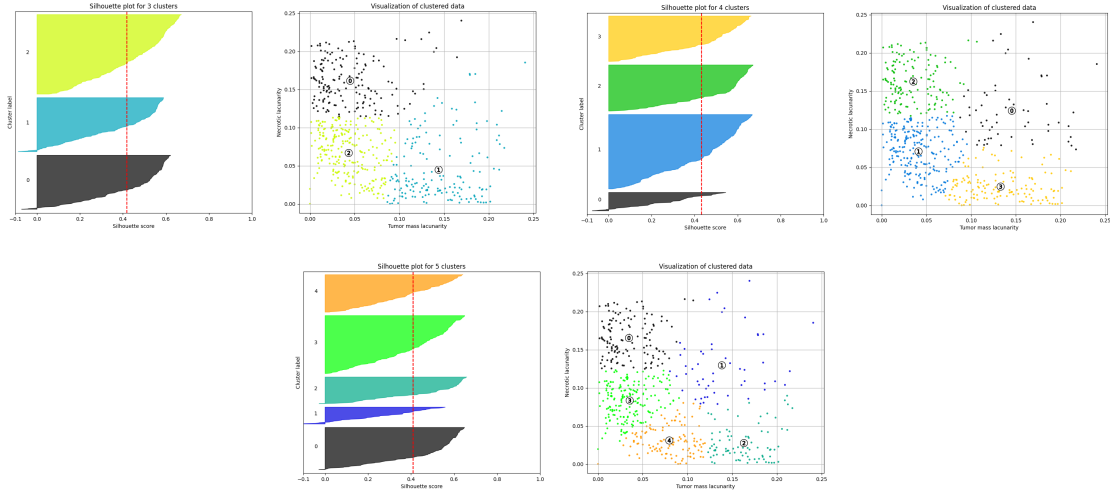 Silhouette plot for 3 clusters
Cluster label
2
1
0
−0.1 0.0 0.2 0.4 0.6 0.8 1.0
Silhouette score
Visualization of clustered data
Necrotic lacunarity
0.25
0.20
0.15
0.10
0.05
0.00
0
2
1
0.00 0.05 0.10 0.15 0.20 0.25
Tumor mass lacunarity
Silhouette plot for 4 clusters
Cluster label
3
2
1
0
−0.1 0.0 0.2 0.4 0.6 0.8 1.0
Silhouette score
Visualization of clustered data
Necrotic lacunarity
0.25
0.20
0.15
0.10
0.05
0.00
2
0
1
3
0.00 0.05 0.10 0.15 0.20 0.25
Tumor mass lacunarity
Silhouette plot for 5 clusters
Cluster label
4
3
2
1
0
−0.1 0.0 0.2 0.4 0.6 0.8 1.0
Silhouette score
Visualization of clustered data
Necrotic lacunarity
0.25
0.20
0.15
0.10
0.05
0.00
0
1
3
4
2
0.00 0.05 0.10 0.15 0.20 0.25
Tumor mass lacunarity